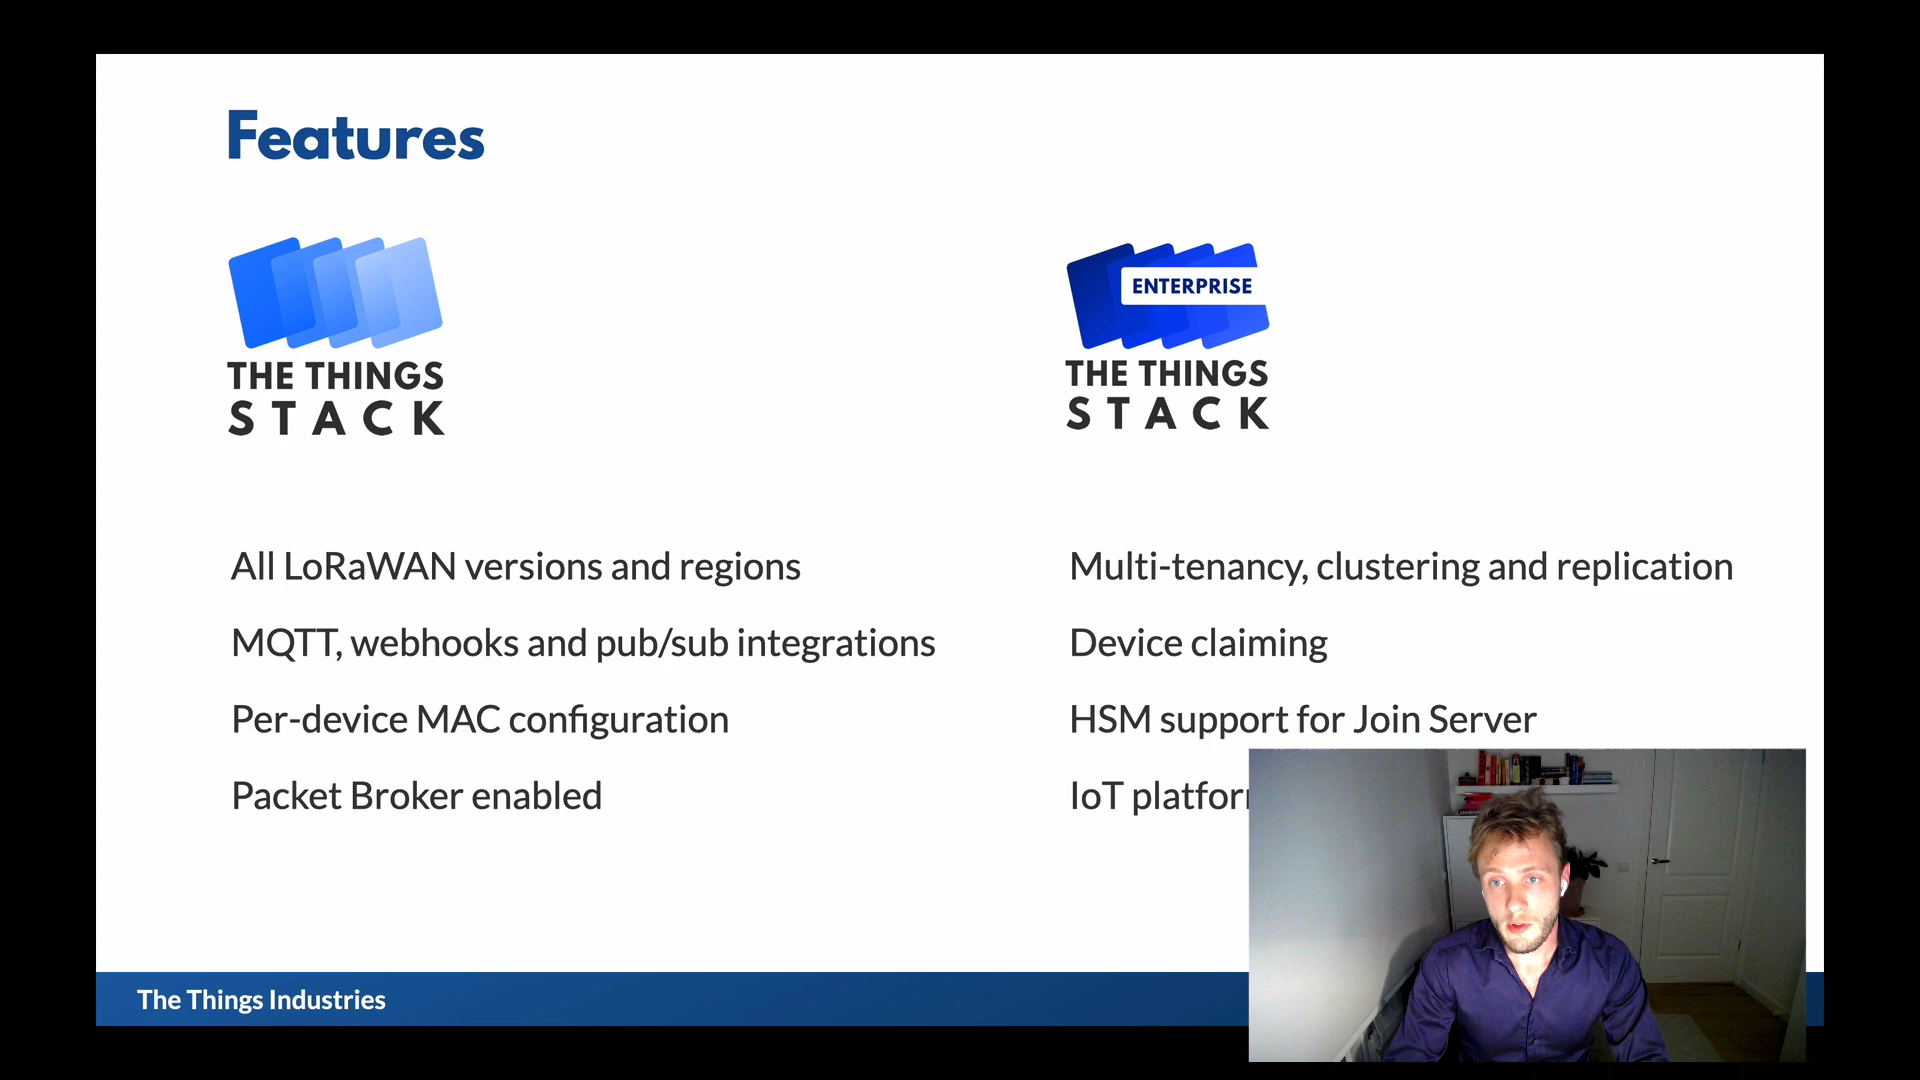 Features
THE THINGS
STACK
All LoRaWAN versions and regions
MQTT, webhooks and pub/sub integrations
Per-device MAC configuration
Packet Broker enabled
ENTERPRISE
THE THINGS
STACK
Multi-tenancy, clustering and replication
Device claiming
HSM support for Join Server
IoT
The Things Industries